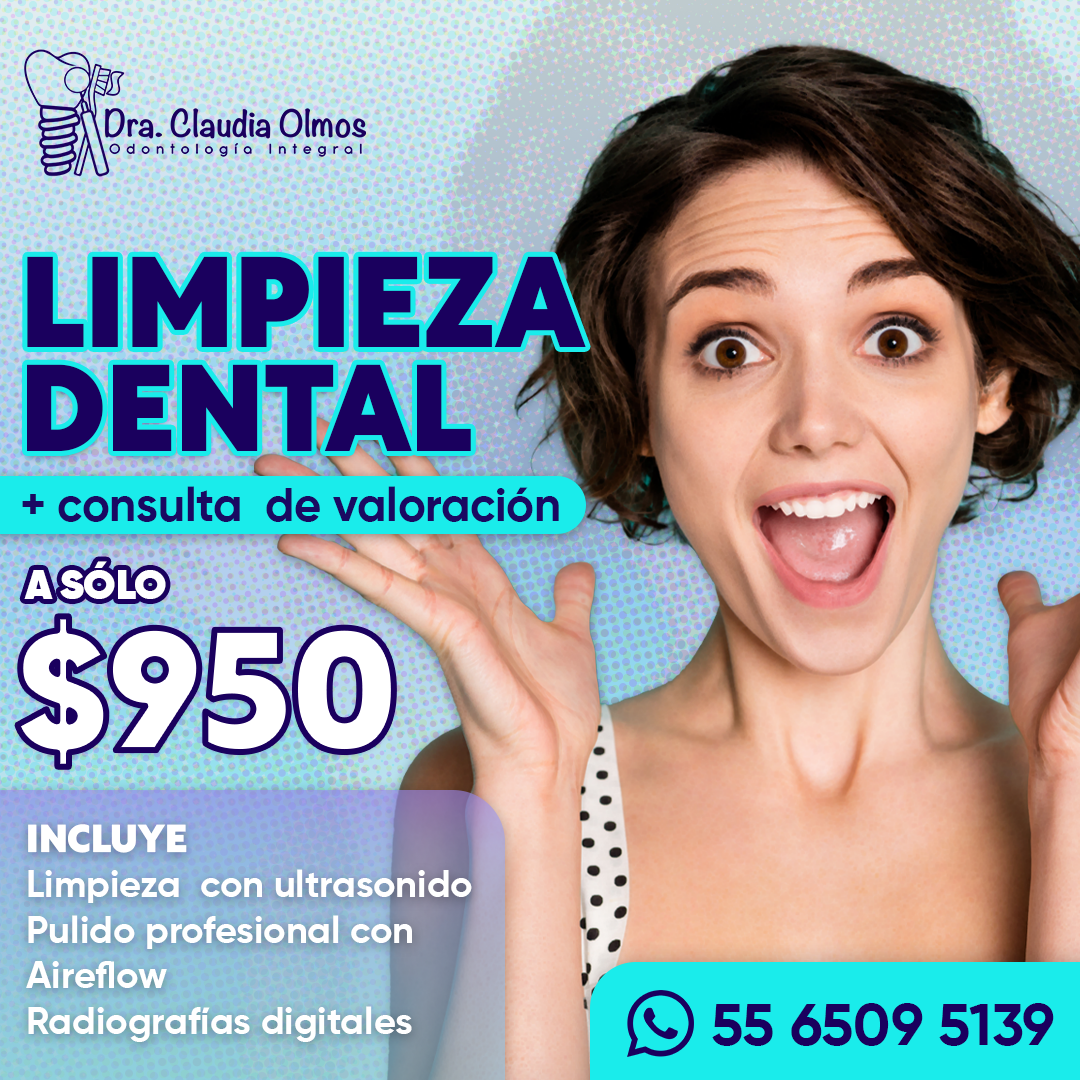 Dra. Claudia Olmos
Odontología Integral
LIMPIEZA
DENTAL
+ consulta de valoración
A SÓLO
$950
INCLUYE
Limpieza con ultrasonido
Pulido profesional con
Aireflow
Radiografías digitales
55 6509 5139